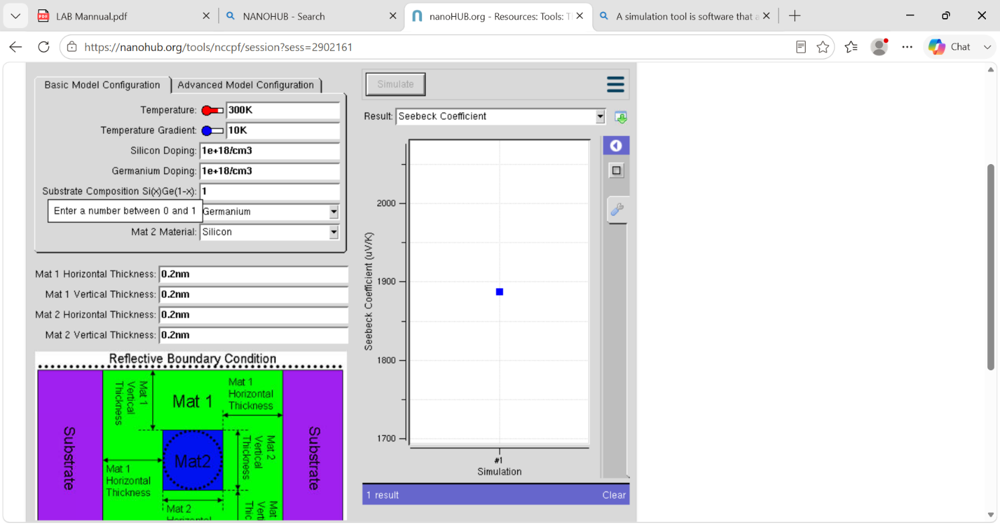 LAB Mannual.pdf
NANOHUB - Search
nanoHUB.org - Resources: Tools: T
A simulation tool is software that a
https://nanohub.org/tools/nccpf/session?sess=2902161
Chat
Basic Model Configuration
Advanced Model Configuration
Temperature: 300K
Temperature Gradient: 10K
Silicon Doping: 1e+18/cm3
Germanium Doping: 1e+18/cm3
Substrate Composition Si(x)Ge(1-x): 1
Enter a number between 0 and 1
Germanium
Mat 2 Material: Silicon
Mat 1 Horizontal Thickness: 0.2nm
Mat 1 Vertical Thickness: 0.2nm
Mat 2 Horizontal Thickness: 0.2nm
Mat 2 Vertical Thickness: 0.2nm
Reflective Boundary Condition
Substrate
Mat 1
Vertical
Thickness
Mat 1
Mat 1
Horizontal
Thickness
Mat2
Mat 2
Vertical
Thickness
Mat 1
Horizontal
Thickness
Mat 2
Horizontal
Mat
Substrate
Simulate
Result: Seebeck Coefficient
Seebeck Coefficient (uV/K)
2000
1900
1800
1700
#1
Simulation
1 result
Clear